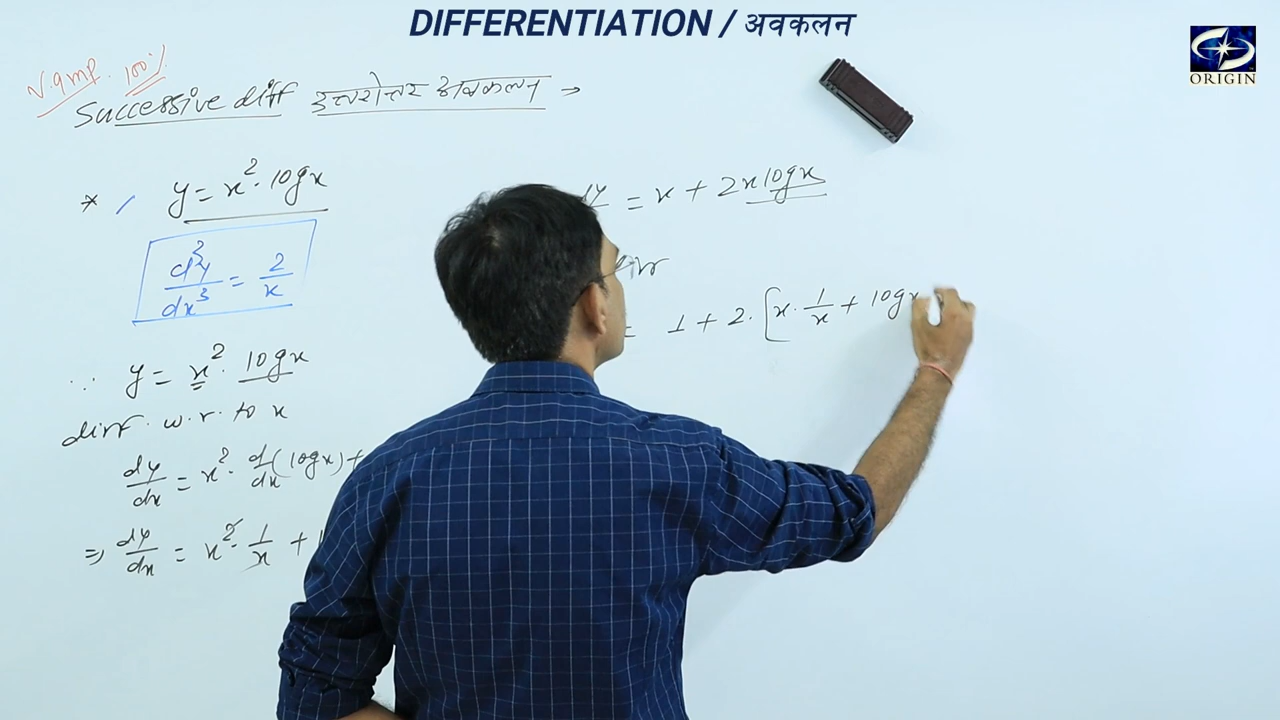 DIFFERENTIATION / अवकलन
ORIGIN
V.Imp. 100%
Successive diff उत्तरोत्तर अवकलन →
* y = x² · logx
d³y/dx³ = 2/x
∵ y = x² · logx
diff. w.r. to x
dy/dx = x² · d/dx (logx) +
⇒ dy/dx = x² · 1/x +
= x + 2x logx
= 1 + 2 · [x · 1/x + logx